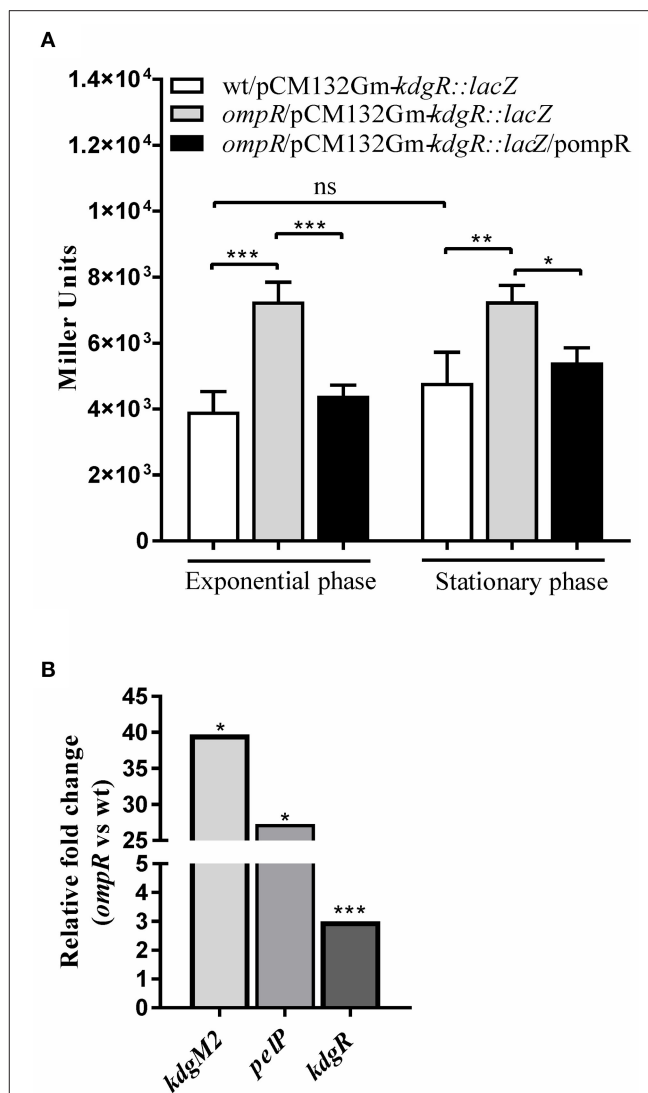 A
1.4×10⁴
1.2×10⁴
1×10⁴
8×10³
6×10³
4×10³
2×10³
0
Miller Units
wt/pCM132Gm-kdgR::lacZ
ompR/pCM132Gm-kdgR::lacZ
ompR/pCM132Gm-kdgR::lacZ/pompR
ns
***
***
**
*
Exponential phase
Stationary phase
B
45
40
35
30
25
5
4
3
2
1
0
Relative fold change
(ompR vs wt)
*
*
***
kdgM2
pelP
kdgR